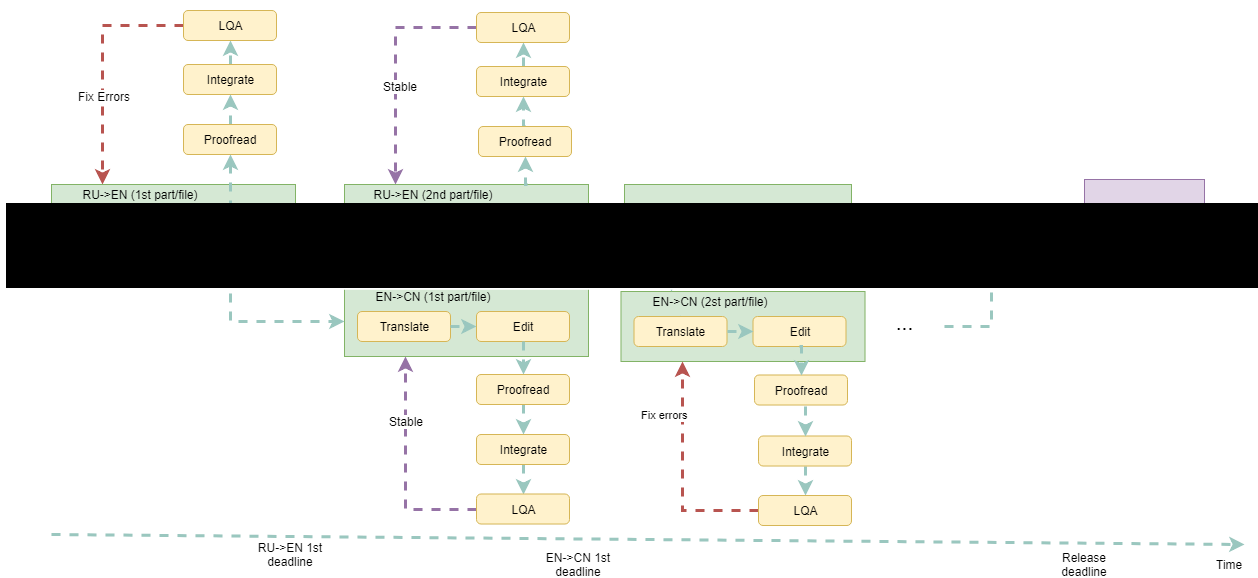 LQA
LQA
Integrate
Integrate
Stable
Fix Errors
Proofread
Proofread
RU->EN (1st part/file)
RU->EN (2nd part/file)
EN->CN (1st part/file)
EN->CN (2st part/file)
Translate
Edit
Translate
Edit
...
Proofread
Proofread
Stable
Fix errors
Integrate
Integrate
LQA
LQA
RU->EN 1st
deadline
EN->CN 1st
deadline
Release
deadline
Time